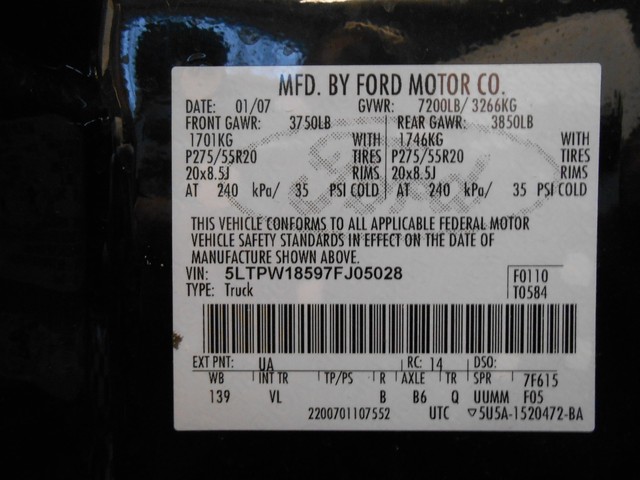 MFD. BY FORD MOTOR CO.
DATE: 01/07 GVWR: 7200LB/ 3266KG
FRONT GAWR: 3750LB REAR GAWR: 3850LB
1701KG WITH 1746KG WITH
P275/55R20 TIRES P275/55R20 TIRES
20x8.5J RIMS 20x8.5J RIMS
AT 240 kPa/ 35 PSI COLD AT 240 kPa/ 35 PSI COLD
Ford
THIS VEHICLE CONFORMS TO ALL APPLICABLE FEDERAL MOTOR
VEHICLE SAFETY STANDARDS IN EFFECT ON THE DATE OF
MANUFACTURE SHOWN ABOVE.
VIN: 5LTPW18597FJ05028 F0110
TYPE: Truck T0584
EXT PNT: UA RC: 14 DSO:
WB INT TR TP/PS R AXLE TR SPR 7F615
139 VL B B6 Q UUMM F05
2200701107552 UTC ▽5U5A-1520472-BA